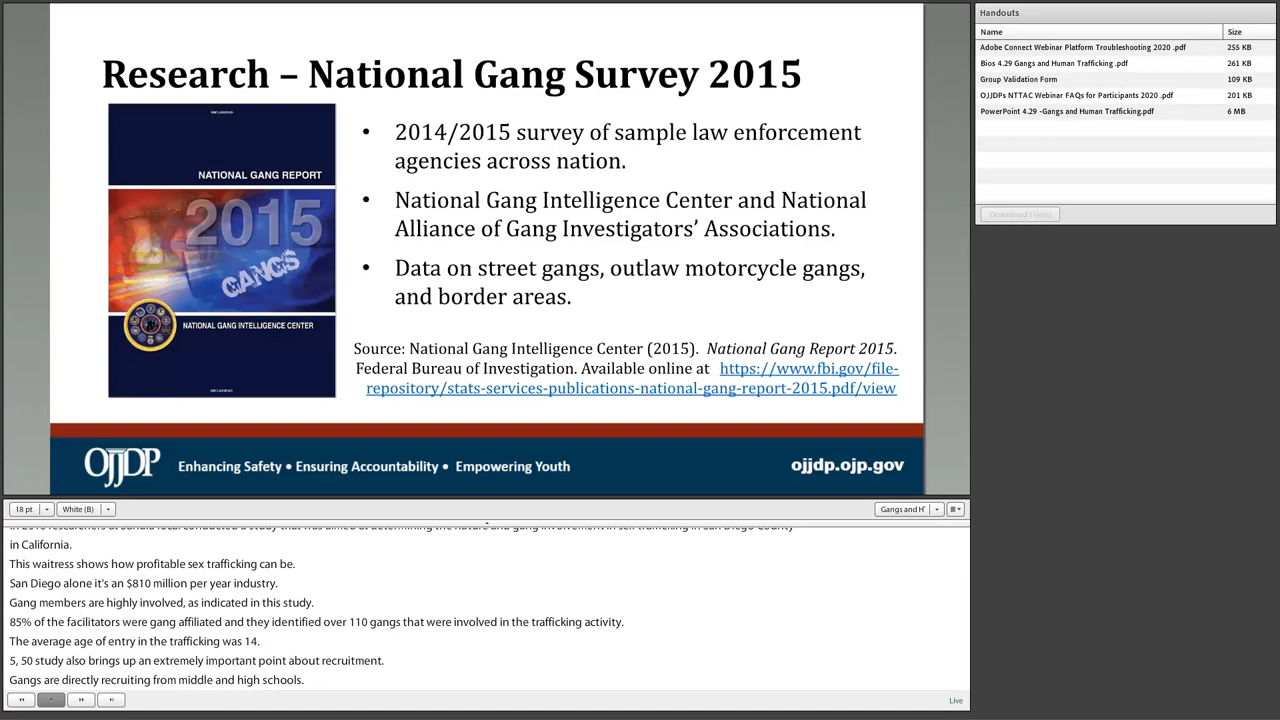 Research – National Gang Survey 2015
NATIONAL GANG REPORT
2015
GANGS
NATIONAL GANG INTELLIGENCE CENTER
• 2014/2015 survey of sample law enforcement
agencies across nation.
• National Gang Intelligence Center and National
Alliance of Gang Investigators’ Associations.
• Data on street gangs, outlaw motorcycle gangs,
and border areas.
Source: National Gang Intelligence Center (2015). National Gang Report 2015.
Federal Bureau of Investigation. Available online at https://www.fbi.gov/file-
repository/stats-services-publications-national-gang-report-2015.pdf/view
OJJDP
Enhancing Safety • Ensuring Accountability • Empowering Youth
ojjdp.ojp.gov
Handouts
Name Size
Adobe Connect Webinar Platform Troubleshooting 2020 .pdf 255 KB
Bios 4.29 Gangs and Human Trafficking .pdf 261 KB
Group Validation Form 109 KB
OJJDPs NTTAC Webinar FAQs for Participants 2020 .pdf 201 KB
PowerPoint 4.29 -Gangs and Human Trafficking.pdf 6 MB
Download File(s)
18 pt White (B) Gangs and H'
in California.
This waitress shows how profitable sex trafficking can be.
San Diego alone it's an $810 million per year industry.
Gang members are highly involved, as indicated in this study.
85% of the facilitators were gang affiliated and they identified over 110 gangs that were involved in the trafficking activity.
The average age of entry in the trafficking was 14.
5, 50 study also brings up an extremely important point about recruitment.
Gangs are directly recruiting from middle and high schools.
Live